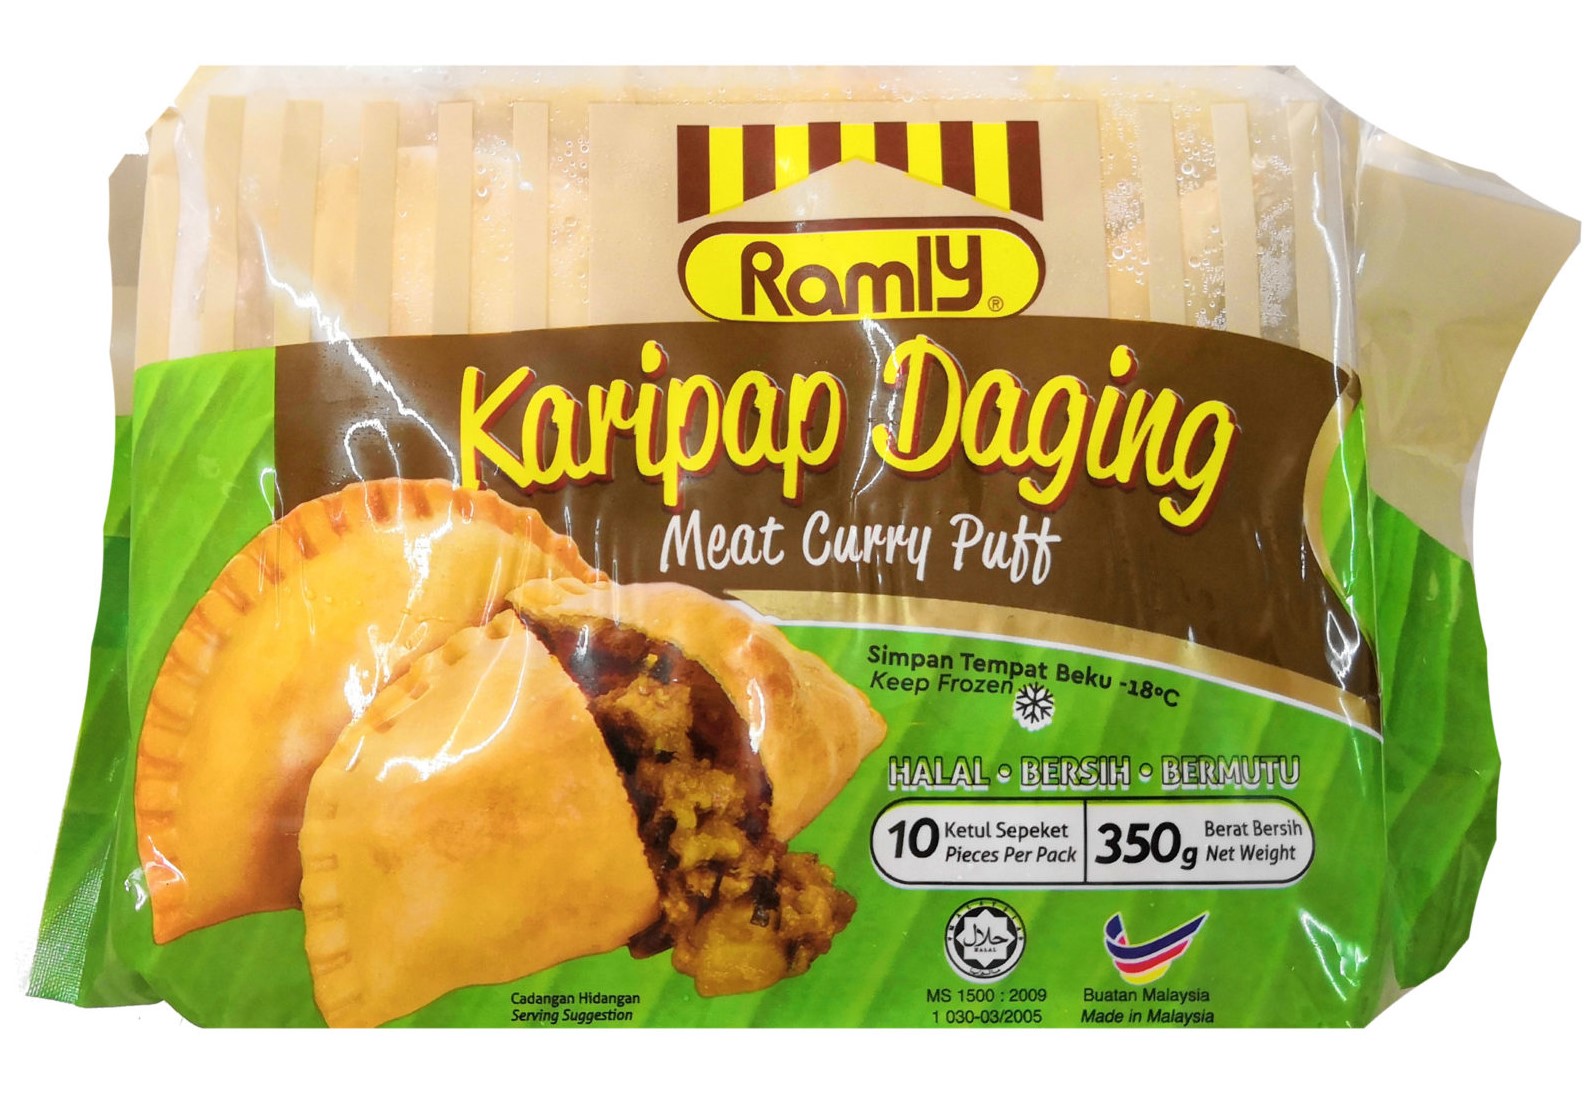 Ramly®
Karipap Daging
Meat Curry Puff
Simpan Tempat Beku -18°C
Keep Frozen
HALAL • BERSIH • BERMUTU
10 Ketul Sepeket
Pieces Per Pack
350g Berat Bersih
Net Weight
حلال
HALAL
MS 1500 : 2009
1 030-03/2005
Buatan Malaysia
Made in Malaysia
Cadangan Hidangan
Serving Suggestion